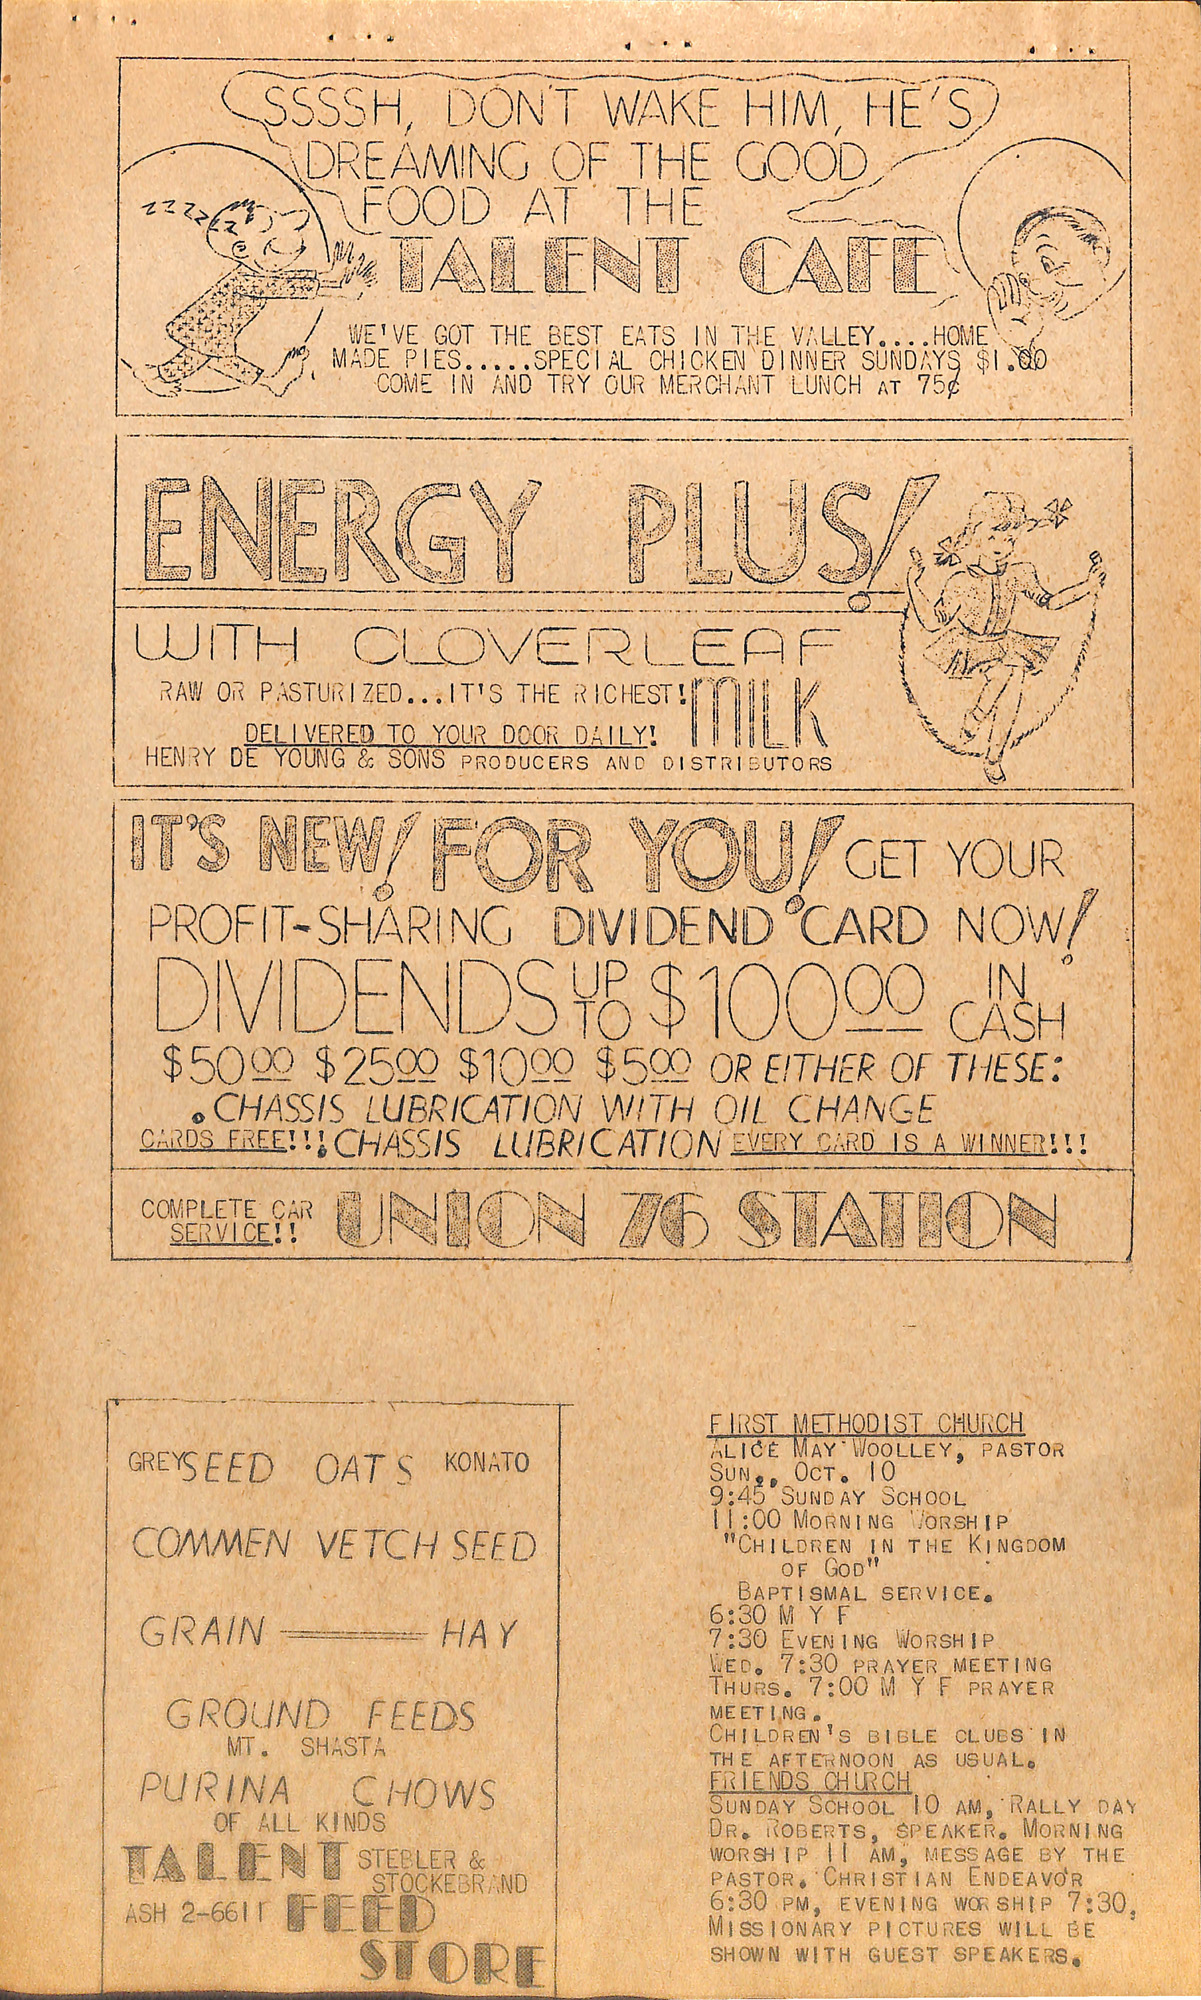 SSSSH, DON'T WAKE HIM, HE'S
DREAMING OF THE GOOD
FOOD AT THE
ZZZZZZ
TALENT CAFE
WE'VE GOT THE BEST EATS IN THE VALLEY....HOME
MADE PIES.....SPECIAL CHICKEN DINNER SUNDAYS $1.00
COME IN AND TRY OUR MERCHANT LUNCH AT 75¢
ENERGY PLUS!
WITH CLOVERLEAF
RAW OR PASTURIZED...IT'S THE RICHEST! MILK
DELIVERED TO YOUR DOOR DAILY!
HENRY DE YOUNG & SONS PRODUCERS AND DISTRIBUTORS
IT'S NEW! FOR YOU! GET YOUR
PROFIT-SHARING DIVIDEND CARD NOW!
DIVIDENDS UP TO $100.00 IN CASH
$50.00 $25.00 $10.00 $5.00 OR EITHER OF THESE:
.CHASSIS LUBRICATION WITH OIL CHANGE
CARDS FREE!!! CHASSIS LUBRICATION EVERY CARD IS A WINNER!!!
COMPLETE CAR
SERVICE!!
UNION 76 STATION
GREYSEED OATS KONATO
COMMEN VETCH SEED
GRAIN HAY
GROUND FEEDS
MT. SHASTA
PURINA CHOWS
OF ALL KINDS
TALENT STEBLER &
STOCKEBRAND
ASH 2-6611 FEED
STORE
FIRST METHODIST CHURCH
ALICE MAY WOOLLEY, PASTOR
SUN., OCT. 10
9:45 SUNDAY SCHOOL
11:00 MORNING WORSHIP
"CHILDREN IN THE KINGDOM
OF GOD"
BAPTISMAL SERVICE.
6:30 M Y F
7:30 EVENING WORSHIP
WED. 7:30 PRAYER MEETING
THURS. 7:00 M Y F PRAYER
MEETING.
CHILDREN'S BIBLE CLUBS IN
THE AFTERNOON AS USUAL.
FRIENDS CHURCH
SUNDAY SCHOOL 10 AM, RALLY DAY
DR. ROBERTS, SPEAKER. MORNING
WORSHIP 11 AM, MESSAGE BY THE
PASTOR. CHRISTIAN ENDEAVOR
6:30 PM, EVENING WORSHIP 7:30,
MISSIONARY PICTURES WILL BE
SHOWN WITH GUEST SPEAKERS.